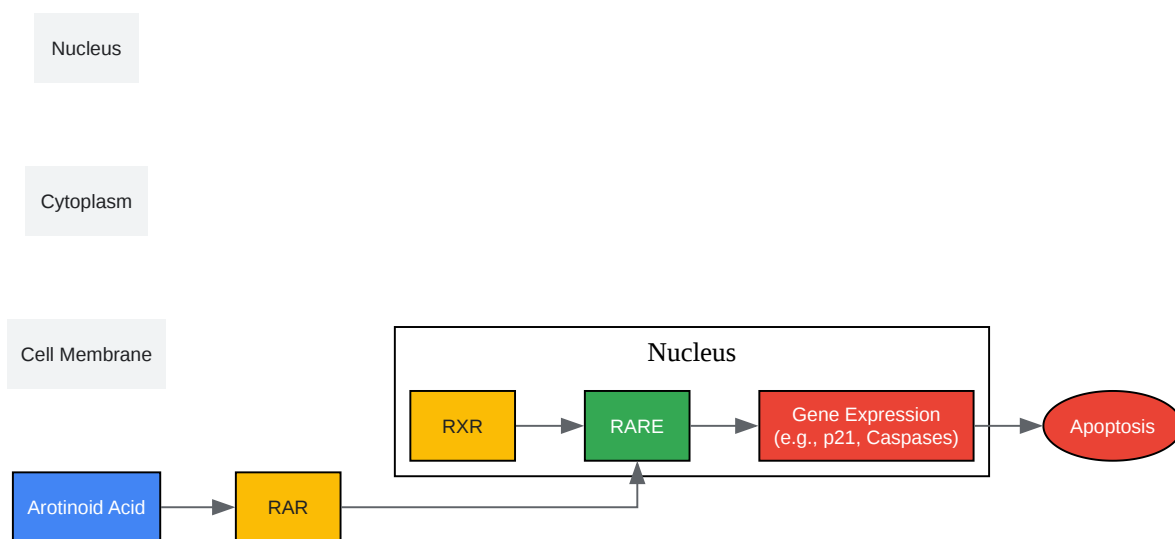 Nucleus
Cytoplasm
Cell Membrane
Nucleus
RXR
RARE
Gene Expression
(e.g., p21, Caspases)
Apoptosis
Arotinoid Acid
RAR